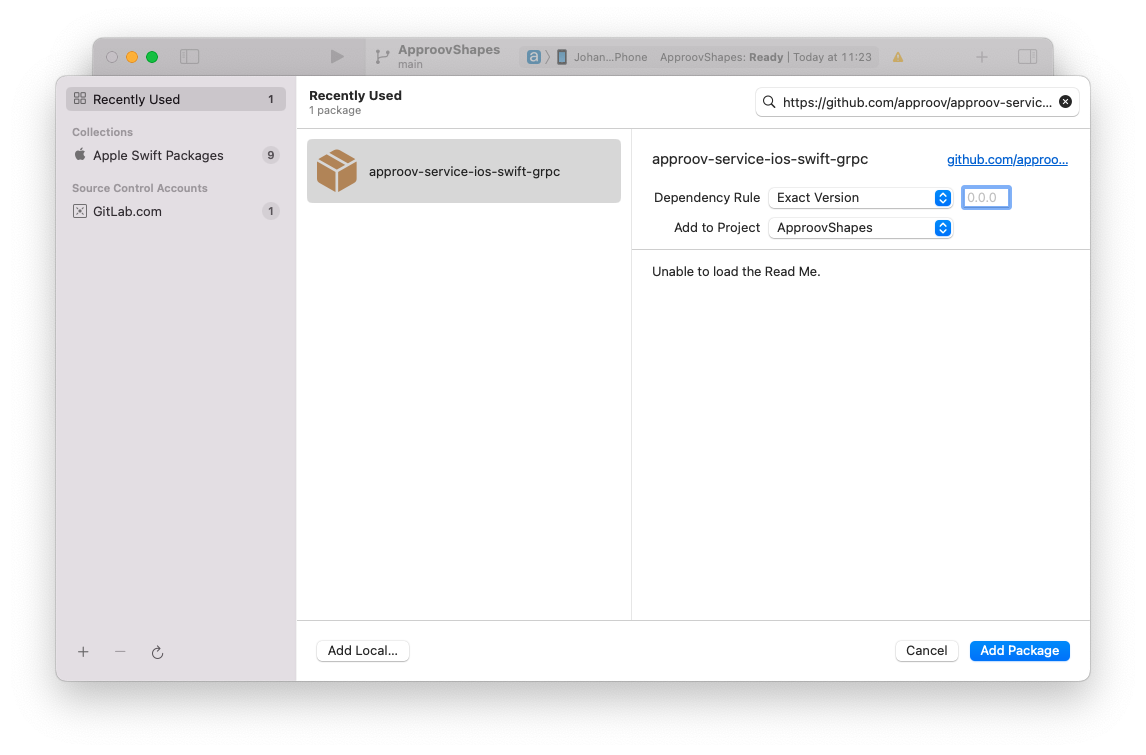 ApproovShapes
main
a
Johan...Phone
ApproovShapes: Ready | Today at 11:23
Recently Used 1
Collections
Apple Swift Packages 9
Source Control Accounts
GitLab.com 1
Recently Used
1 package
https://github.com/approov/approov-servic...
approov-service-ios-swift-grpc
approov-service-ios-swift-grpc github.com/approo...
Dependency Rule Exact Version 0.0.0
Add to Project ApproovShapes
Unable to load the Read Me.
Add Local...
Cancel
Add Package